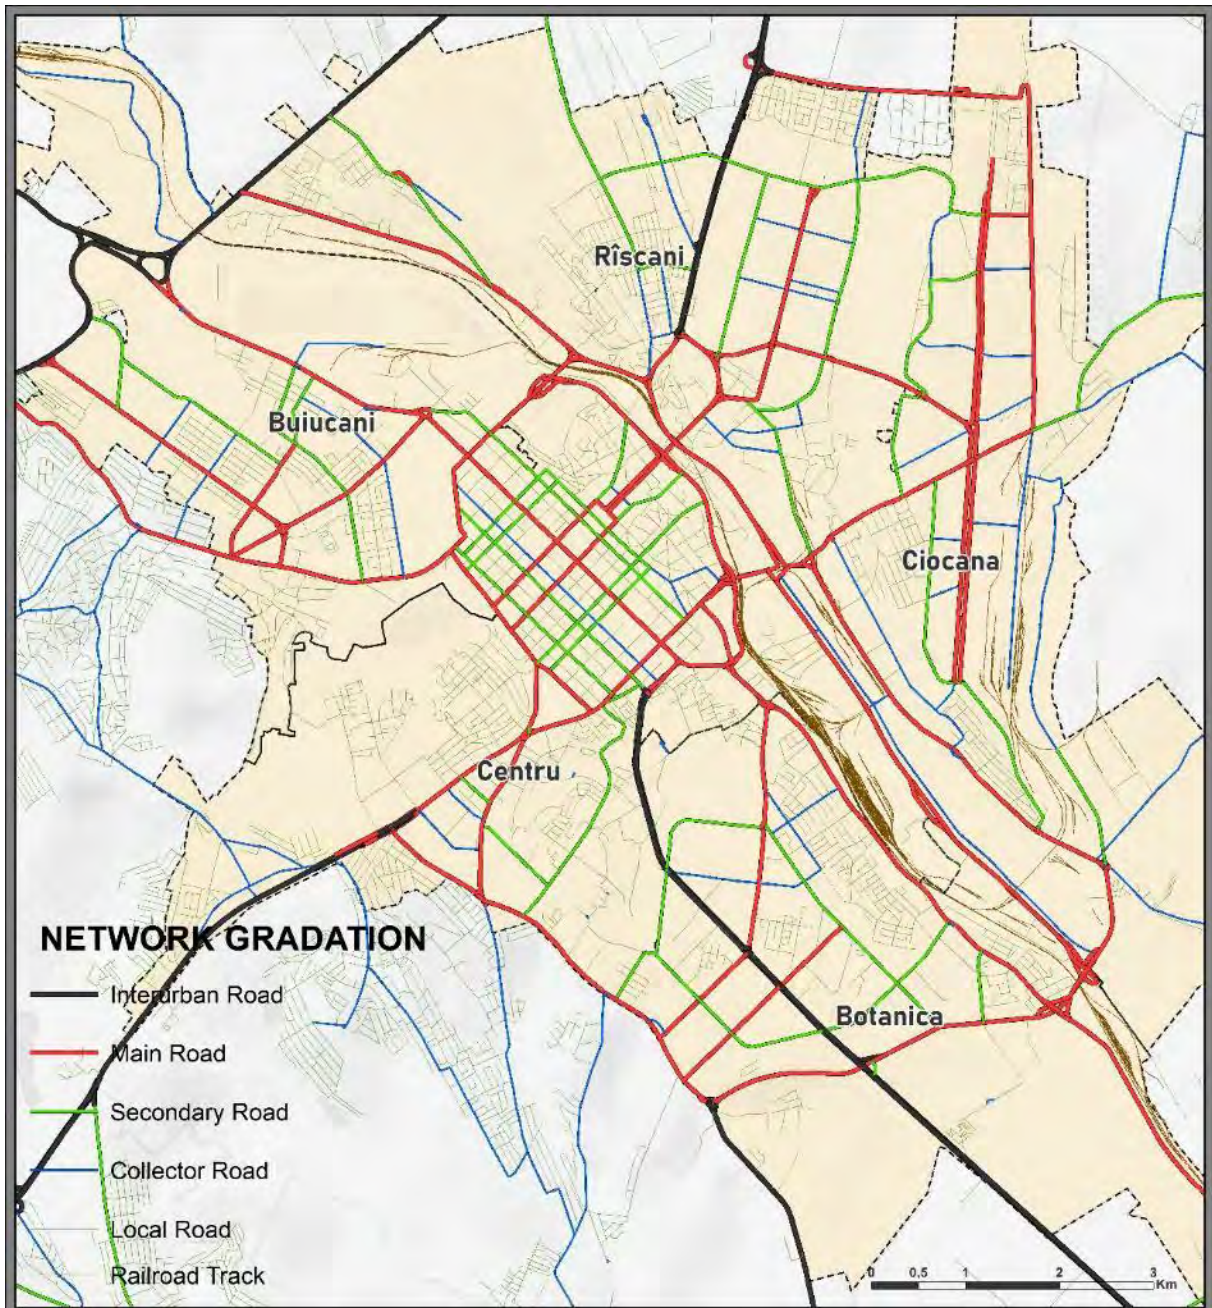 Rîscani
Buiucani
Ciocana
Centru
NETWORK GRADATION
Interurban Road
Main Road
Botanica
Secondary Road
Collector Road
Local Road
Railroad Track
0 0,5 1 2 3
Km